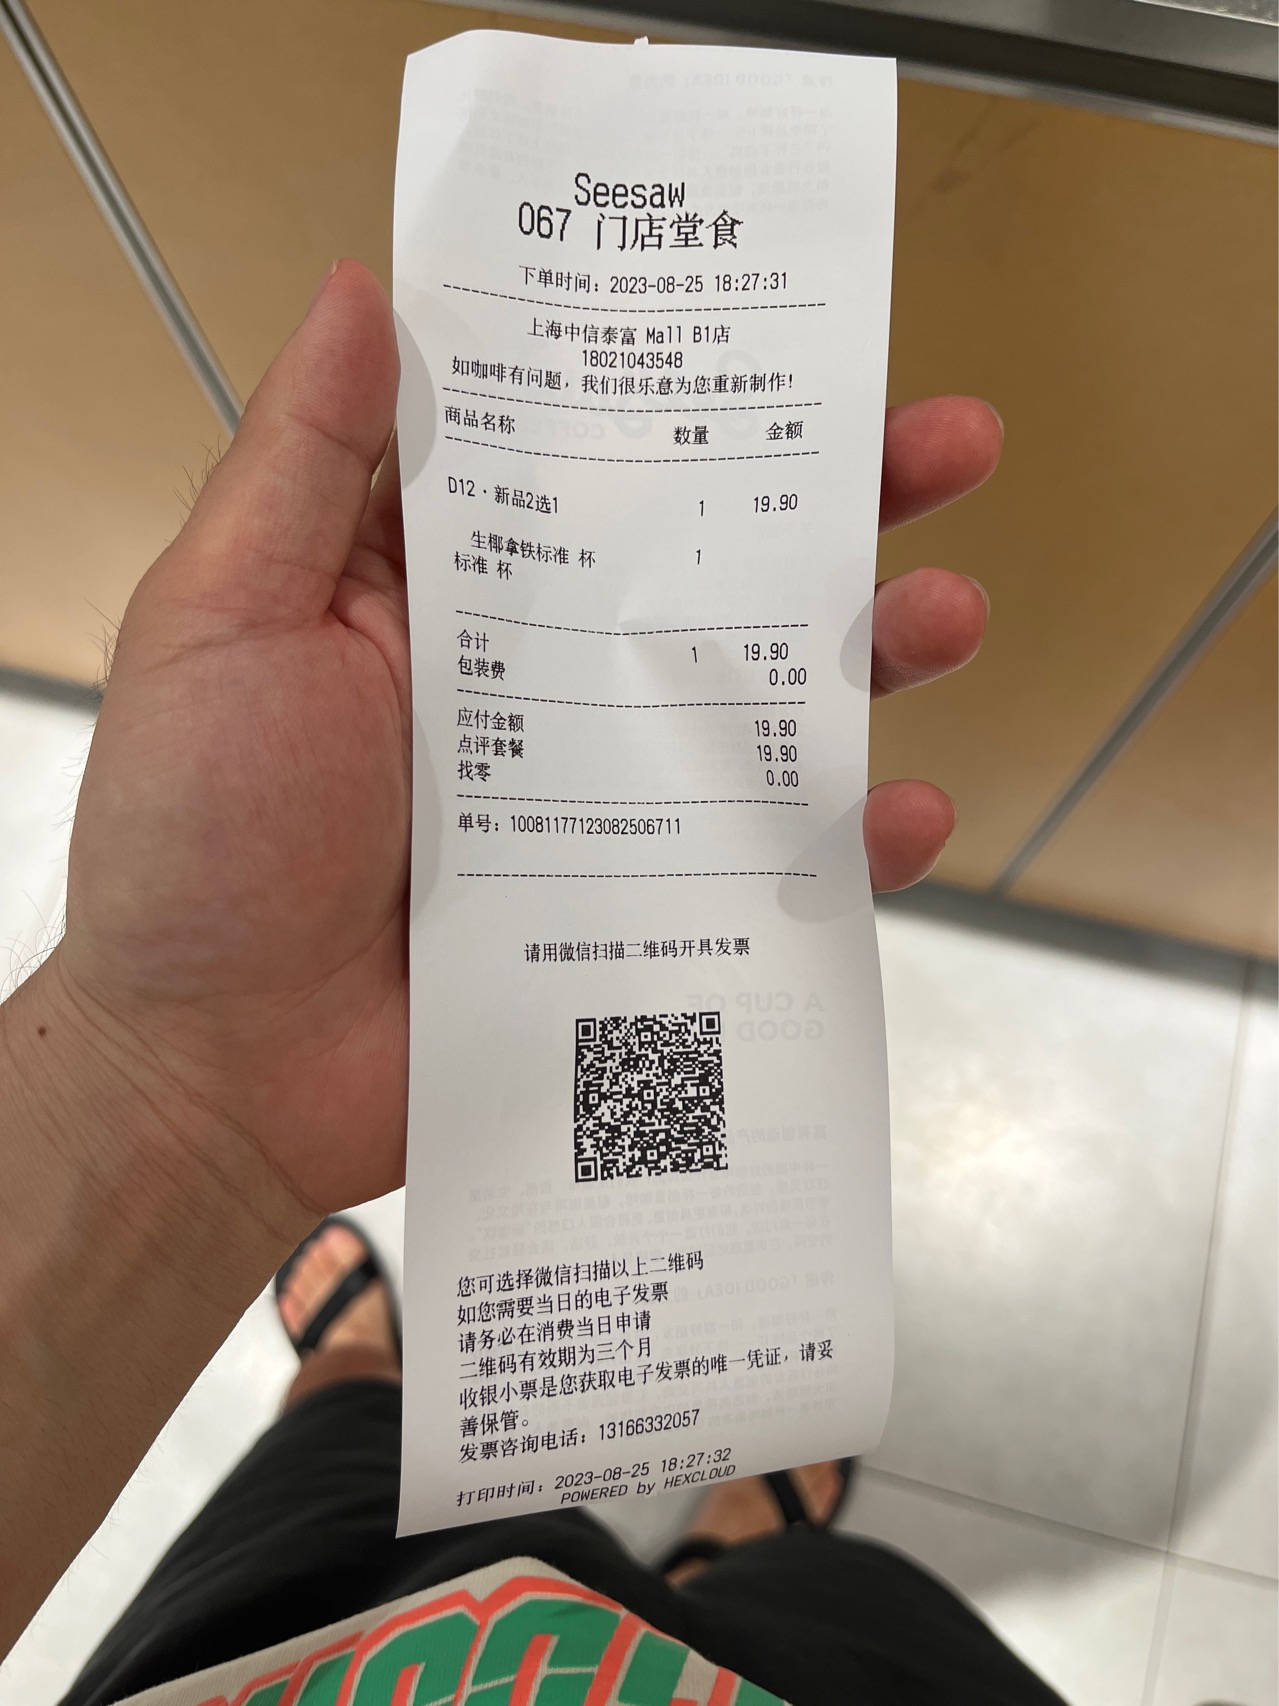 Seesaw
067 门店堂食
下单时间：2023-08-25 18:27:31
上海中信泰富 Mall B1店
18021043548
如咖啡有问题，我们很乐意为您重新制作！
商品名称 数量 金额
D12·新品2选1 1 19.90
生椰拿铁标准 杯 1
标准 杯
合计 1 19.90
包装费 0.00
应付金额 19.90
点评套餐 19.90
找零 0.00
单号：10081177123082506711
请用微信扫描二维码开具发票
A CUP OF
GOOD
您可选择微信扫描以上二维码
如您需要当日的电子发票
请务必在消费当日申请
二维码有效期为三个月
收银小票是您获取电子发票的唯一凭证，请妥
善保管。
发票咨询电话：13166332057
打印时间：2023-08-25 18:27:32
POWERED by HEXCLOUD